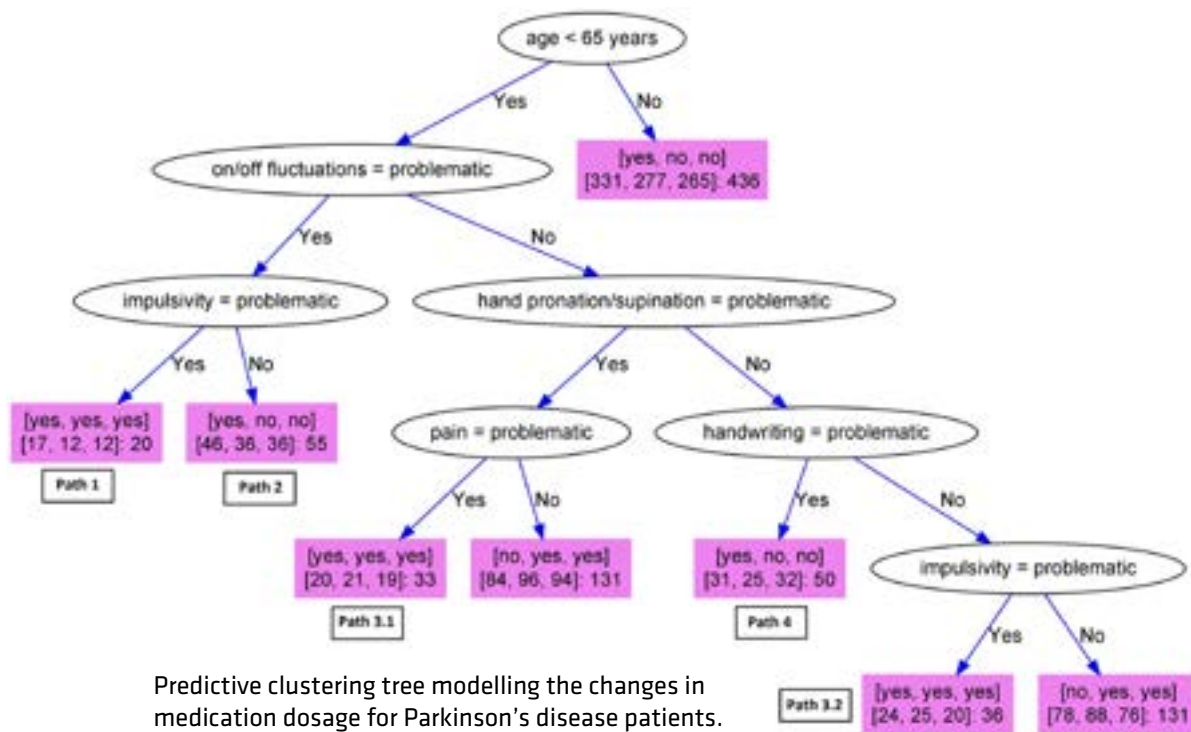 age < 65 years
Yes
No
on/off fluctuations = problematic
[yes, no, no]
[331, 277, 265]: 436
Yes
No
impulsivity = problematic
hand pronation/supination = problematic
Yes
No
Yes
No
[yes, yes, yes]
[17, 12, 12]: 20
[yes, no, no]
[46, 36, 36]: 55
pain = problematic
handwriting = problematic
Path 1
Path 2
Yes
No
Yes
No
[yes, yes, yes]
[20, 21, 19]: 33
[no, yes, yes]
[84, 96, 94]: 131
[yes, no, no]
[31, 25, 32]: 50
impulsivity = problematic
Path 3.1
Path 4
Yes
No
Predictive clustering tree modelling the changes in
medication dosage for Parkinson's disease patients.
Path 3.2
[yes, yes, yes]
[24, 25, 20]: 36
[no, yes, yes]
[78, 88, 76]: 131